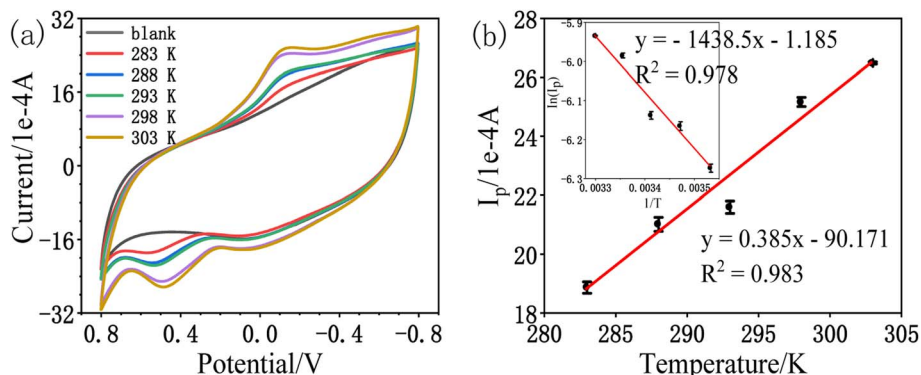 (a)
blank
283 K
288 K
293 K
298 K
303 K
Current/1e-4A
32
16
0
-16
-32
0.8 0.4 0.0 -0.4 -0.8
Potential/V
(b)
I_p/1e-4A
28
26
24
22
20
18
280 285 290 295 300 305
Temperature/K
y = 0.385x - 90.171
R² = 0.983
y = - 1438.5x - 1.185
R² = 0.978
ln(I_p)
-5.9
-6.0
-6.1
-6.2
-6.3
0.0033 0.0034 0.0035
1/T